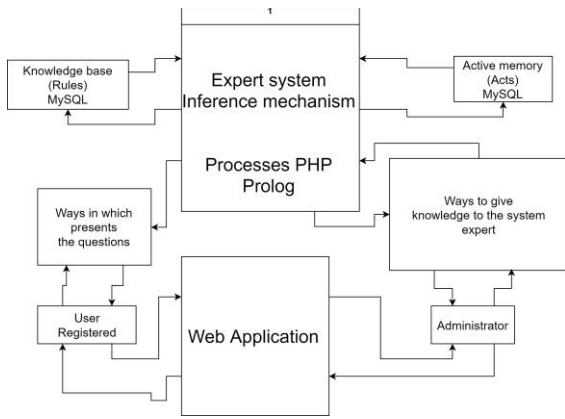 1
Knowledge base
(Rules)
MySQL
Expert system
Inference mechanism
Processes PHP
Prolog
Active memory
(Acts)
MySQL
Ways in which
presents
the questions
Ways to give
knowledge to the system
expert
User
Registered
Web Application
Administrator